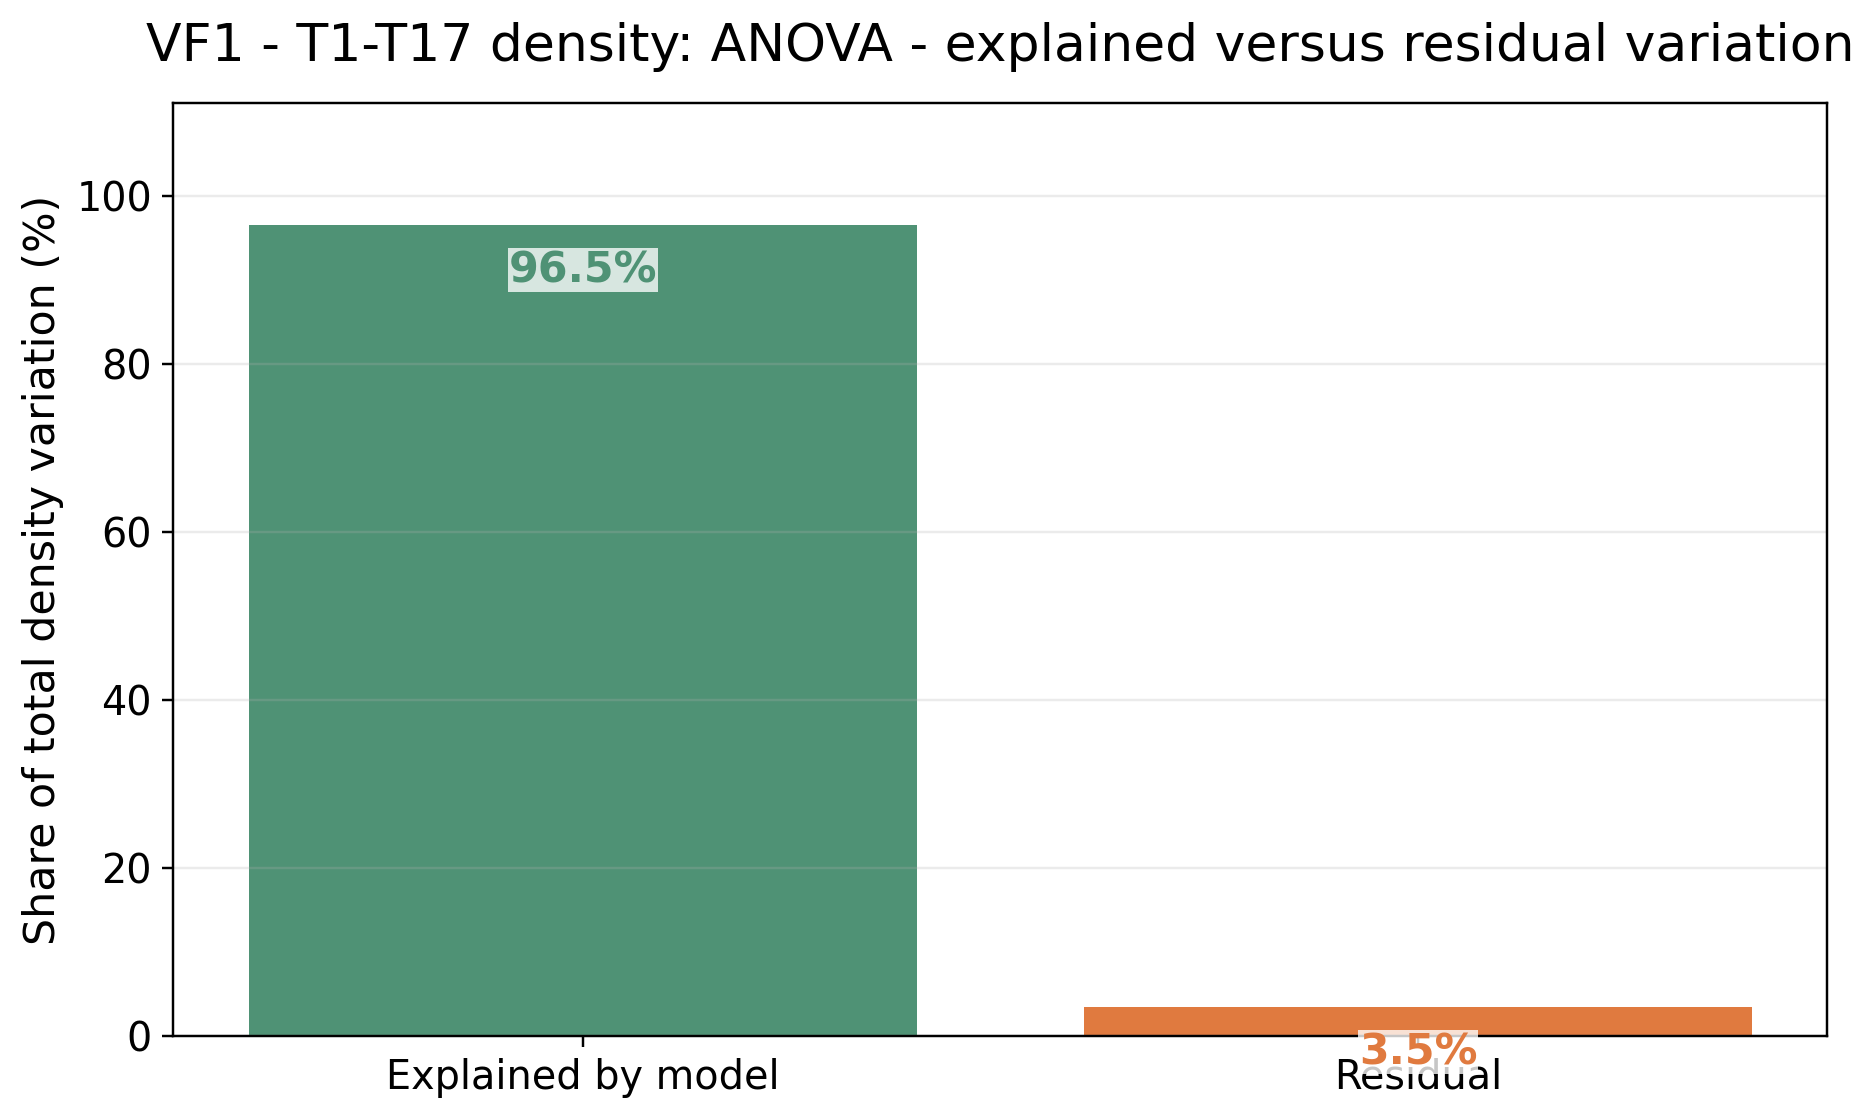 VF1 - T1-T17 density: ANOVA - explained versus residual variation
Share of total density variation (%)
100
80
60
40
20
0
96.5%
3.5%
Explained by model
Residual